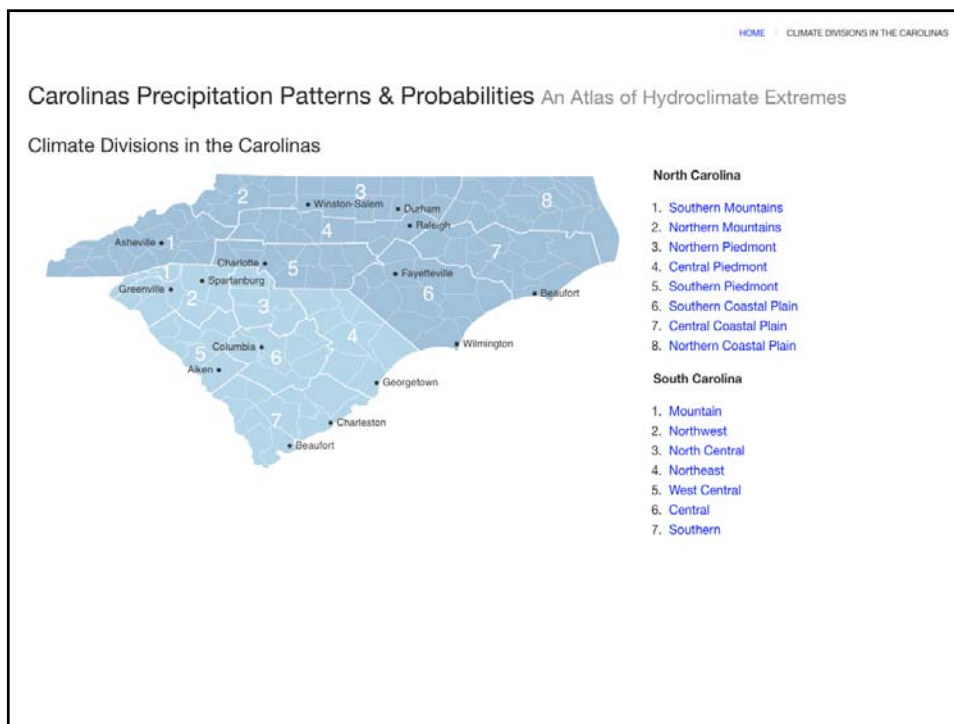 HOME / CLIMATE DIVISIONS IN THE CAROLINAS
Carolinas Precipitation Patterns & Probabilities An Atlas of Hydroclimate Extremes
Climate Divisions in the Carolinas
2
3
8
Winston-Salem
Durham
4
Raleigh
Asheville
1
7
Charlotte
5
1
Fayetteville
Greenville
Spartanburg
2
3
6
Beaufort
4
Wilmington
Columbia
5
6
Aiken
Georgetown
7
Charleston
Beaufort
North Carolina
1. Southern Mountains
2. Northern Mountains
3. Northern Piedmont
4. Central Piedmont
5. Southern Piedmont
6. Southern Coastal Plain
7. Central Coastal Plain
8. Northern Coastal Plain
South Carolina
1. Mountain
2. Northwest
3. North Central
4. Northeast
5. West Central
6. Central
7. Southern